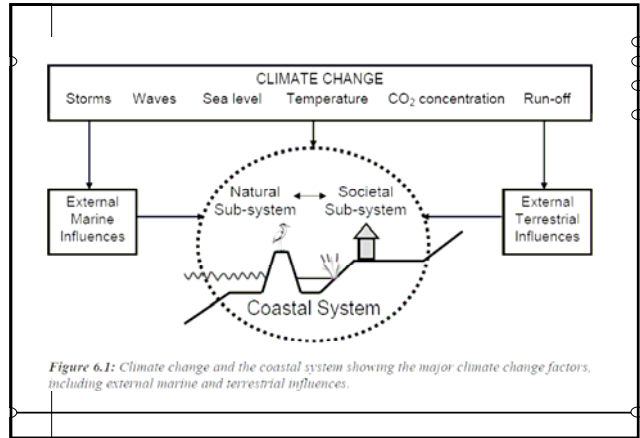 CLIMATE CHANGE
Storms Waves Sea level Temperature CO₂ concentration Run-off
External
Marine
Influences
Natural
Sub-system
Societal
Sub-system
External
Terrestrial
Influences
Coastal System
Figure 6.1: Climate change and the coastal system showing the major climate change factors,
including external marine and terrestrial influences.